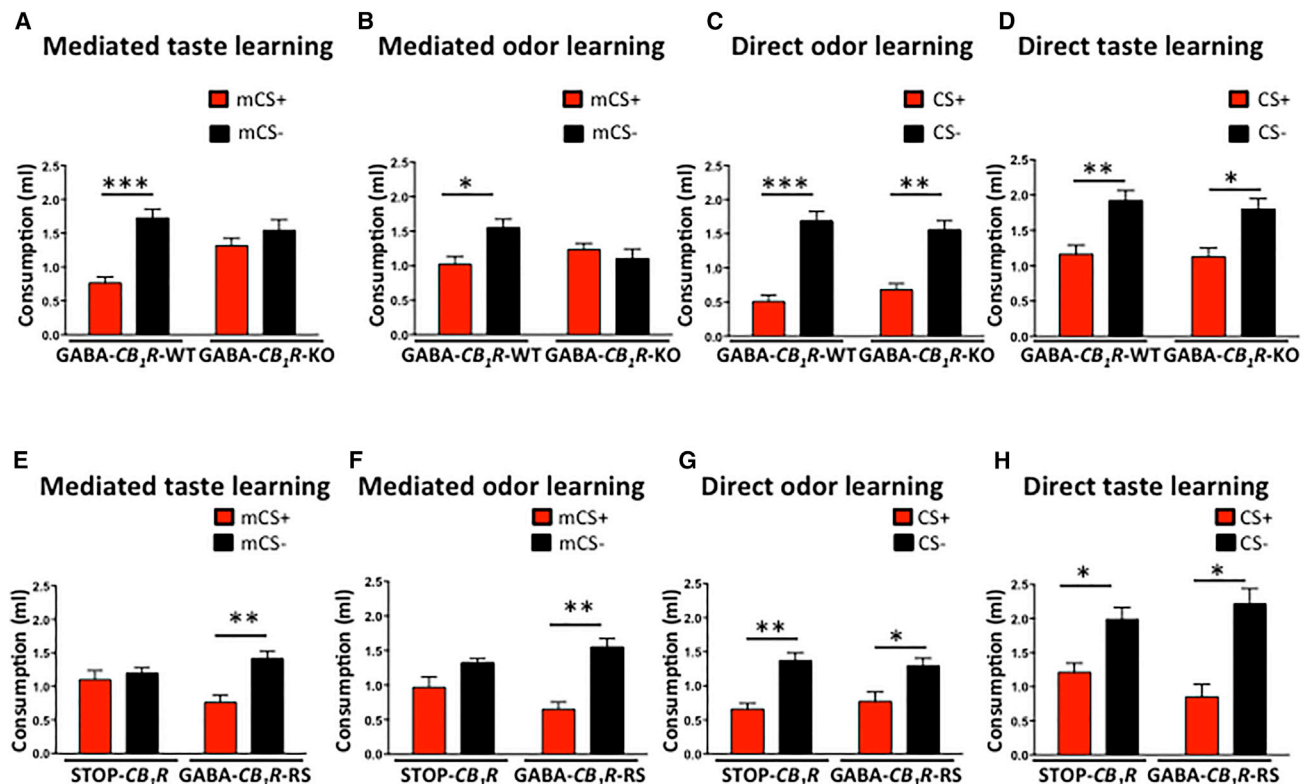 A
Mediated taste learning
mCS+
mCS-
Consumption (ml)
2.5
2.0
1.5
1.0
0.5
0.0
***
GABA-CB₁R-WT GABA-CB₁R-KO
B
Mediated odor learning
mCS+
mCS-
Consumption (ml)
2.5
2.0
1.5
1.0
0.5
0.0
*
GABA-CB₁R-WT GABA-CB₁R-KO
C
Direct odor learning
CS+
CS-
Consumption (ml)
2.5
2.0
1.5
1.0
0.5
0.0
*** **
GABA-CB₁R-WT GABA-CB₁R-KO
D
Direct taste learning
CS+
CS-
Consumption (ml)
2.5
2.0
1.5
1.0
0.5
0.0
** *
GABA-CB₁R-WT GABA-CB₁R-KO
E
Mediated taste learning
mCS+
mCS-
Consumption (ml)
2.5
2.0
1.5
1.0
0.5
0.0
**
STOP-CB₁R GABA-CB₁R-RS
F
Mediated odor learning
mCS+
mCS-
Consumption (ml)
2.5
2.0
1.5
1.0
0.5
0.0
**
STOP-CB₁R GABA-CB₁R-RS
G
Direct odor learning
CS+
CS-
Consumption (ml)
2.5
2.0
1.5
1.0
0.5
0.0
** *
STOP-CB₁R GABA-CB₁R-RS
H
Direct taste learning
CS+
CS-
Consumption (ml)
2.5
2.0
1.5
1.0
0.5
0.0
* *
STOP-CB₁R GABA-CB₁R-RS